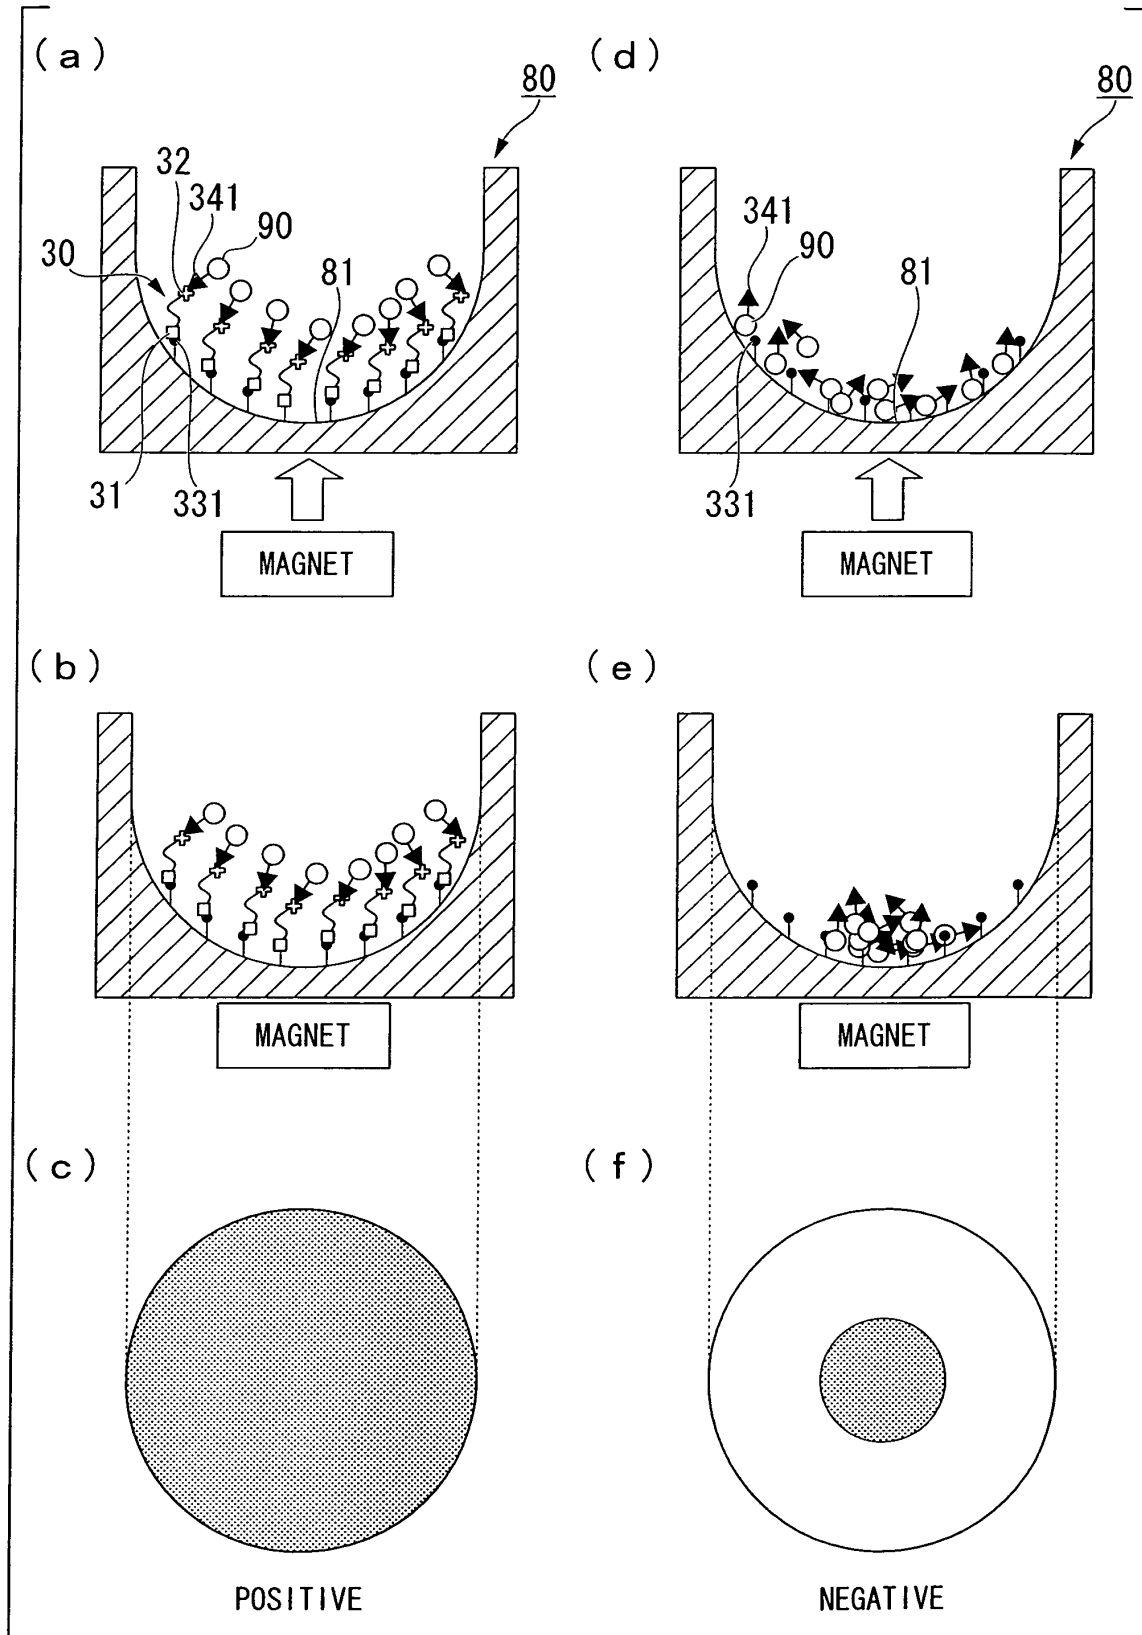 (a)
(d)
80
80
32
341
90
30
81
341
90
81
31
331
331
MAGNET
MAGNET
(b)
(e)
MAGNET
MAGNET
(c)
(f)
POSITIVE
NEGATIVE